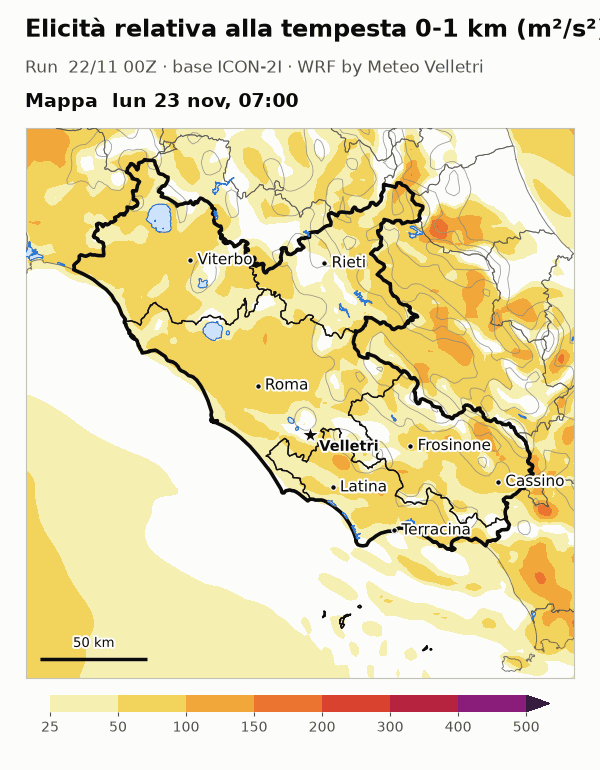 Elicità relativa alla tempesta 0-1 km (m²/s²)
Run  22/11 00Z · base ICON-2I · WRF by Meteo Velletri
Mappa  lun 23 nov, 07:00
Viterbo
Rieti
Roma
Velletri
Frosinone
Cassino
Latina
Terracina
50 km
25 50 100 150 200 300 400 500